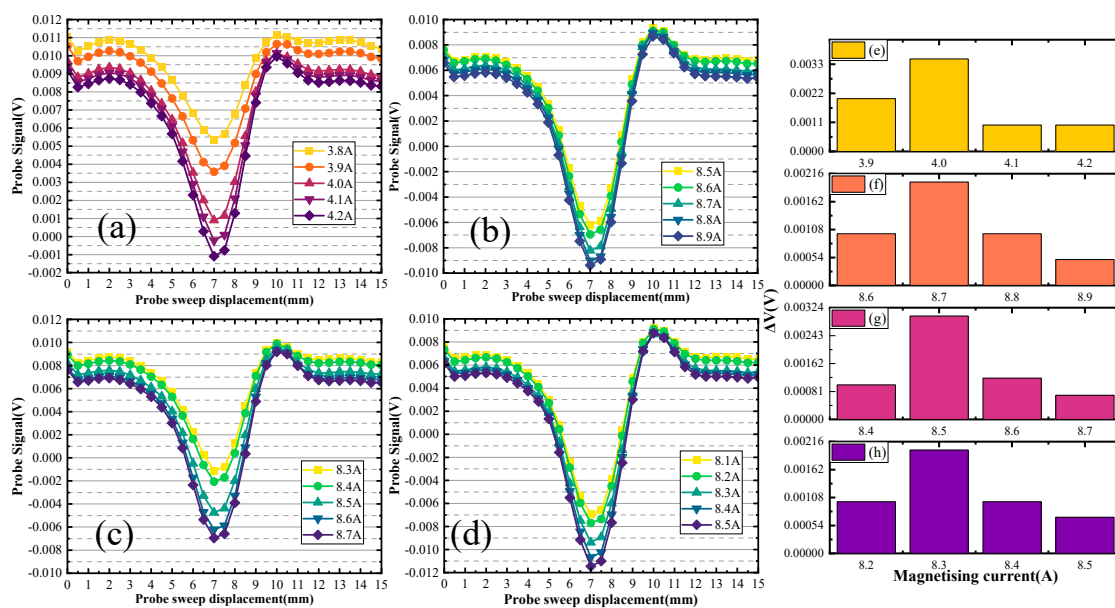 Probe Signal(V)
0.012
0.011
0.010
0.009
0.008
0.007
0.006
0.005
0.004
0.003
0.002
0.001
0.000
-0.001
-0.002
3.8A
3.9A
4.0A
4.1A
4.2A
(a)
0 1 2 3 4 5 6 7 8 9 10 11 12 13 14 15
Probe sweep displacement(mm)
Probe Signal(V)
0.010
0.008
0.006
0.004
0.002
0.000
-0.002
-0.004
-0.006
-0.008
-0.010
8.5A
8.6A
8.7A
8.8A
8.9A
(b)
0 1 2 3 4 5 6 7 8 9 10 11 12 13 14 15
Probe sweep displacement(mm)
Probe Signal(V)
0.012
0.010
0.008
0.006
0.004
0.002
0.000
-0.002
-0.004
-0.006
-0.008
-0.010
8.3A
8.4A
8.5A
8.6A
8.7A
(c)
0 1 2 3 4 5 6 7 8 9 10 11 12 13 14 15
Probe sweep displacement(mm)
Probe Signal(V)
0.010
0.008
0.006
0.004
0.002
0.000
-0.002
-0.004
-0.006
-0.008
-0.010
-0.012
8.1A
8.2A
8.3A
8.4A
8.5A
(d)
0 1 2 3 4 5 6 7 8 9 10 11 12 13 14 15
Probe sweep displacement(mm)
ΔV(V)
(e)
0.0033
0.0022
0.0011
0.0000
3.9 4.0 4.1 4.2
0.00216
(f)
0.00162
0.00108
0.00054
0.00000
8.6 8.7 8.8 8.9
0.00324
(g)
0.00243
0.00162
0.00081
0.00000
8.4 8.5 8.6 8.7
0.00216
(h)
0.00162
0.00108
0.00054
0.00000
8.2 8.3 8.4 8.5
Magnetising current(A)